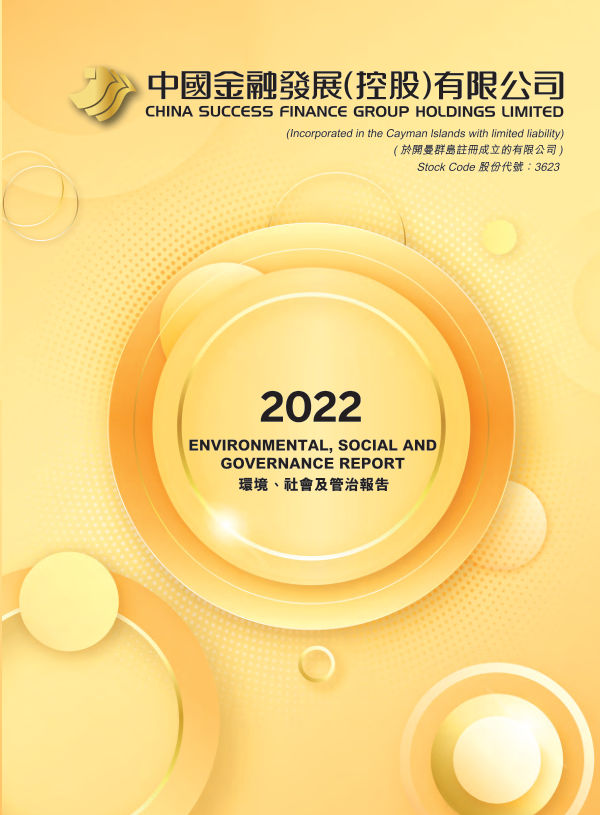 中國金融發展(控股)有限公司
CHINA SUCCESS FINANCE GROUP HOLDINGS LIMITED
(Incorporated in the Cayman Islands with limited liability)
(於開曼群島註冊成立的有限公司)
Stock Code 股份代號：3623
2022
ENVIRONMENTAL, SOCIAL AND
GOVERNANCE REPORT
環境、社會及管治報告